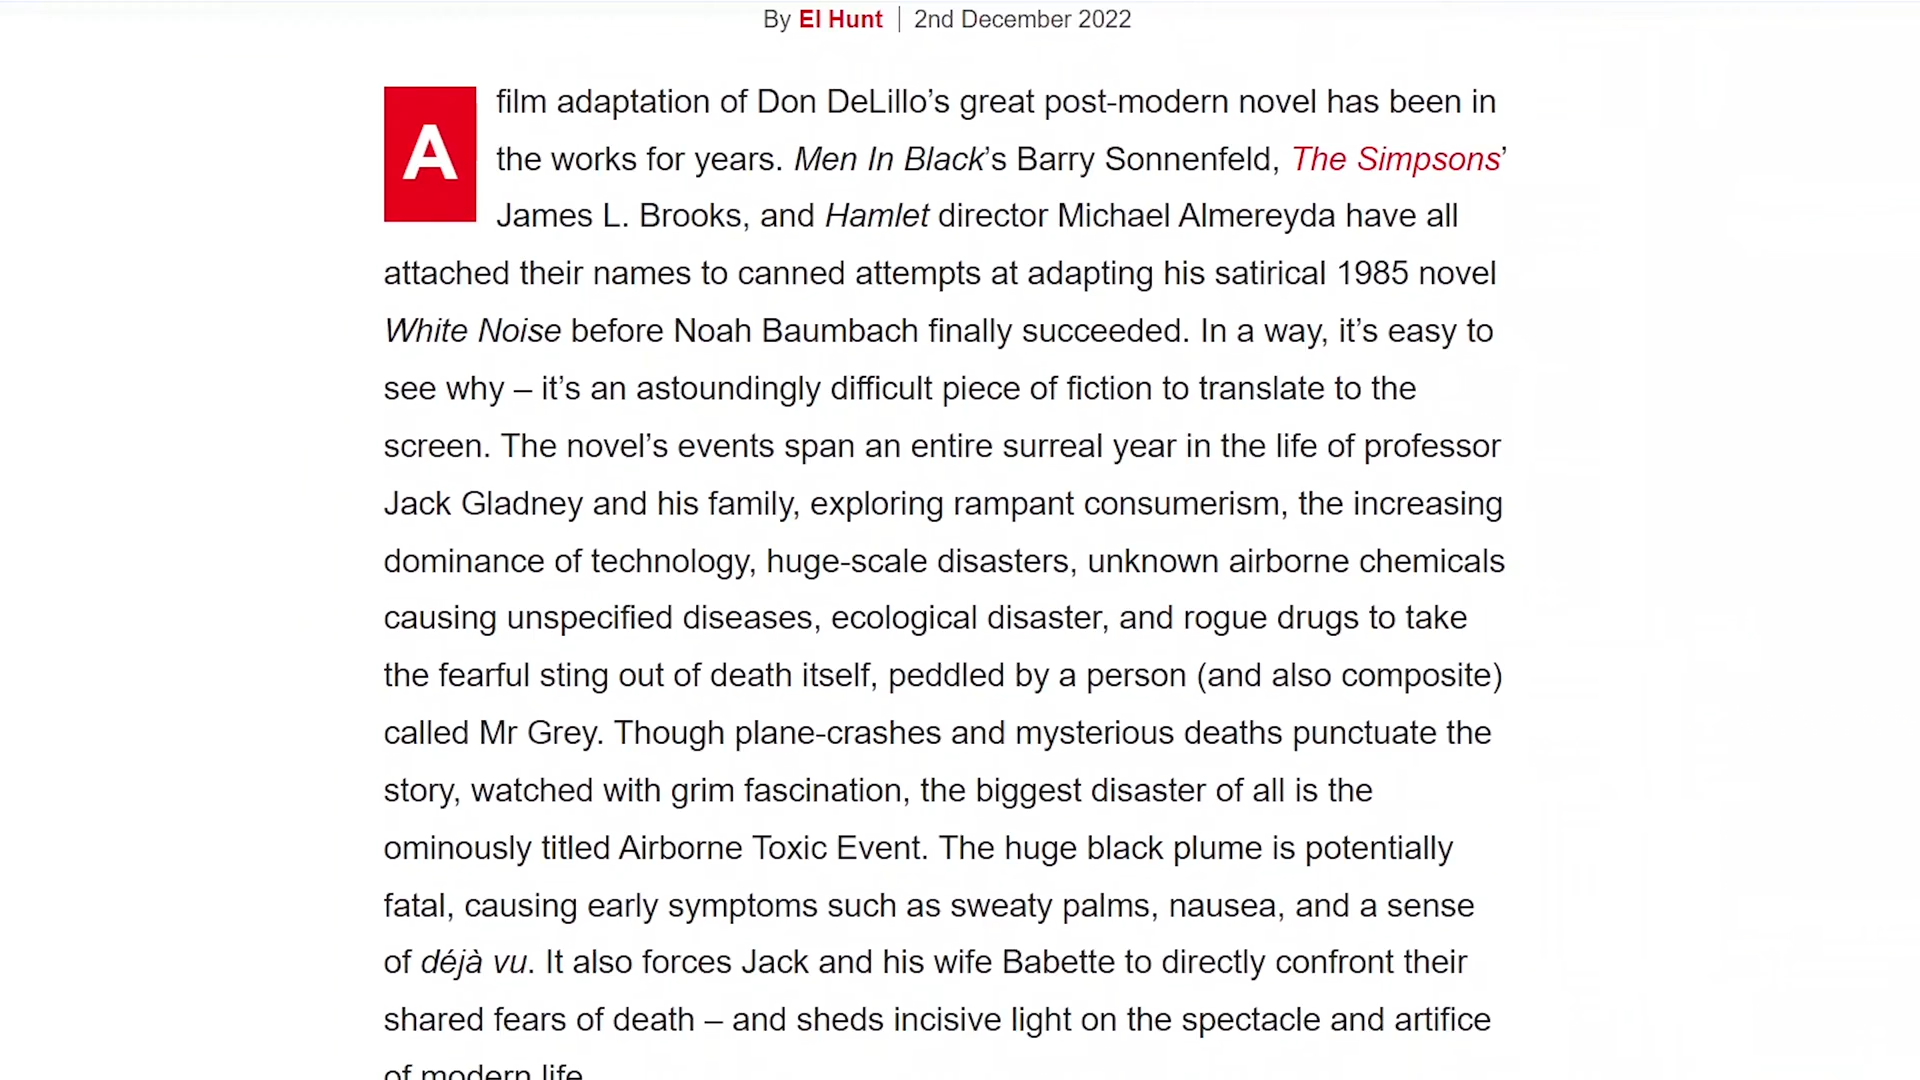 By El Hunt | 2nd December 2022
A film adaptation of Don DeLillo’s great post-modern novel has been in
the works for years. Men In Black’s Barry Sonnenfeld, The Simpsons’
James L. Brooks, and Hamlet director Michael Almereyda have all
attached their names to canned attempts at adapting his satirical 1985 novel
White Noise before Noah Baumbach finally succeeded. In a way, it’s easy to
see why – it’s an astoundingly difficult piece of fiction to translate to the
screen. The novel’s events span an entire surreal year in the life of professor
Jack Gladney and his family, exploring rampant consumerism, the increasing
dominance of technology, huge-scale disasters, unknown airborne chemicals
causing unspecified diseases, ecological disaster, and rogue drugs to take
the fearful sting out of death itself, peddled by a person (and also composite)
called Mr Grey. Though plane-crashes and mysterious deaths punctuate the
story, watched with grim fascination, the biggest disaster of all is the
ominously titled Airborne Toxic Event. The huge black plume is potentially
fatal, causing early symptoms such as sweaty palms, nausea, and a sense
of déjà vu. It also forces Jack and his wife Babette to directly confront their
shared fears of death – and sheds incisive light on the spectacle and artifice
of modern life.